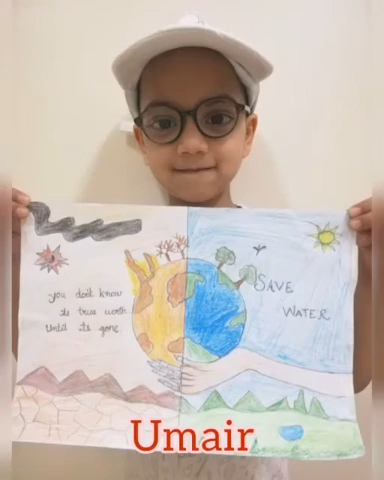 you don't know
its true worth
Until its gone
SAVE
WATER
Umair